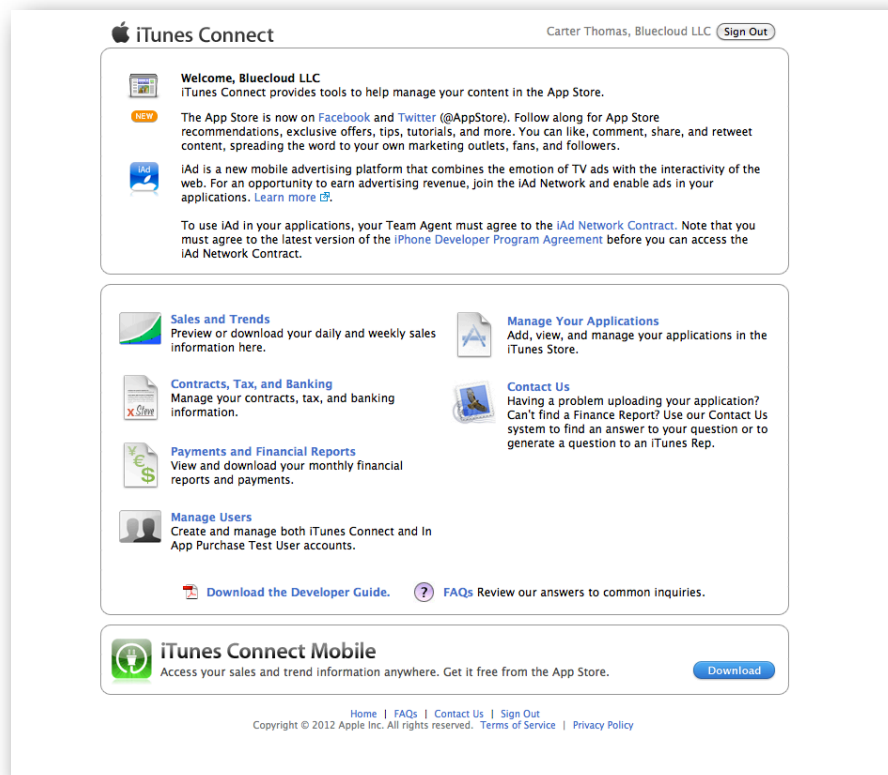 iTunes Connect
Carter Thomas, Bluecloud LLC Sign Out
Welcome, Bluecloud LLC
iTunes Connect provides tools to help manage your content in the App Store.
NEW
The App Store is now on Facebook and Twitter (@AppStore). Follow along for App Store
recommendations, exclusive offers, tips, tutorials, and more. You can like, comment, share, and retweet
content, spreading the word to your own marketing outlets, fans, and followers.
iAd
iAd is a new mobile advertising platform that combines the emotion of TV ads with the interactivity of the
web. For an opportunity to earn advertising revenue, join the iAd Network and enable ads in your
applications. Learn more.
To use iAd in your applications, your Team Agent must agree to the iAd Network Contract. Note that you
must agree to the latest version of the iPhone Developer Program Agreement before you can access the
iAd Network Contract.
Sales and Trends
Preview or download your daily and weekly sales
information here.
Contracts, Tax, and Banking
Manage your contracts, tax, and banking
information.
x Steve
Payments and Financial Reports
View and download your monthly financial
reports and payments.
¥
€
$
Manage Users
Create and manage both iTunes Connect and In
App Purchase Test User accounts.
Manage Your Applications
Add, view, and manage your applications in the
iTunes Store.
Contact Us
Having a problem uploading your application?
Can't find a Finance Report? Use our Contact Us
system to find an answer to your question or to
generate a question to an iTunes Rep.
Download the Developer Guide.
? FAQs Review our answers to common inquiries.
iTunes Connect Mobile
Access your sales and trend information anywhere. Get it free from the App Store.
Download
Home | FAQs | Contact Us | Sign Out
Copyright © 2012 Apple Inc. All rights reserved. Terms of Service | Privacy Policy